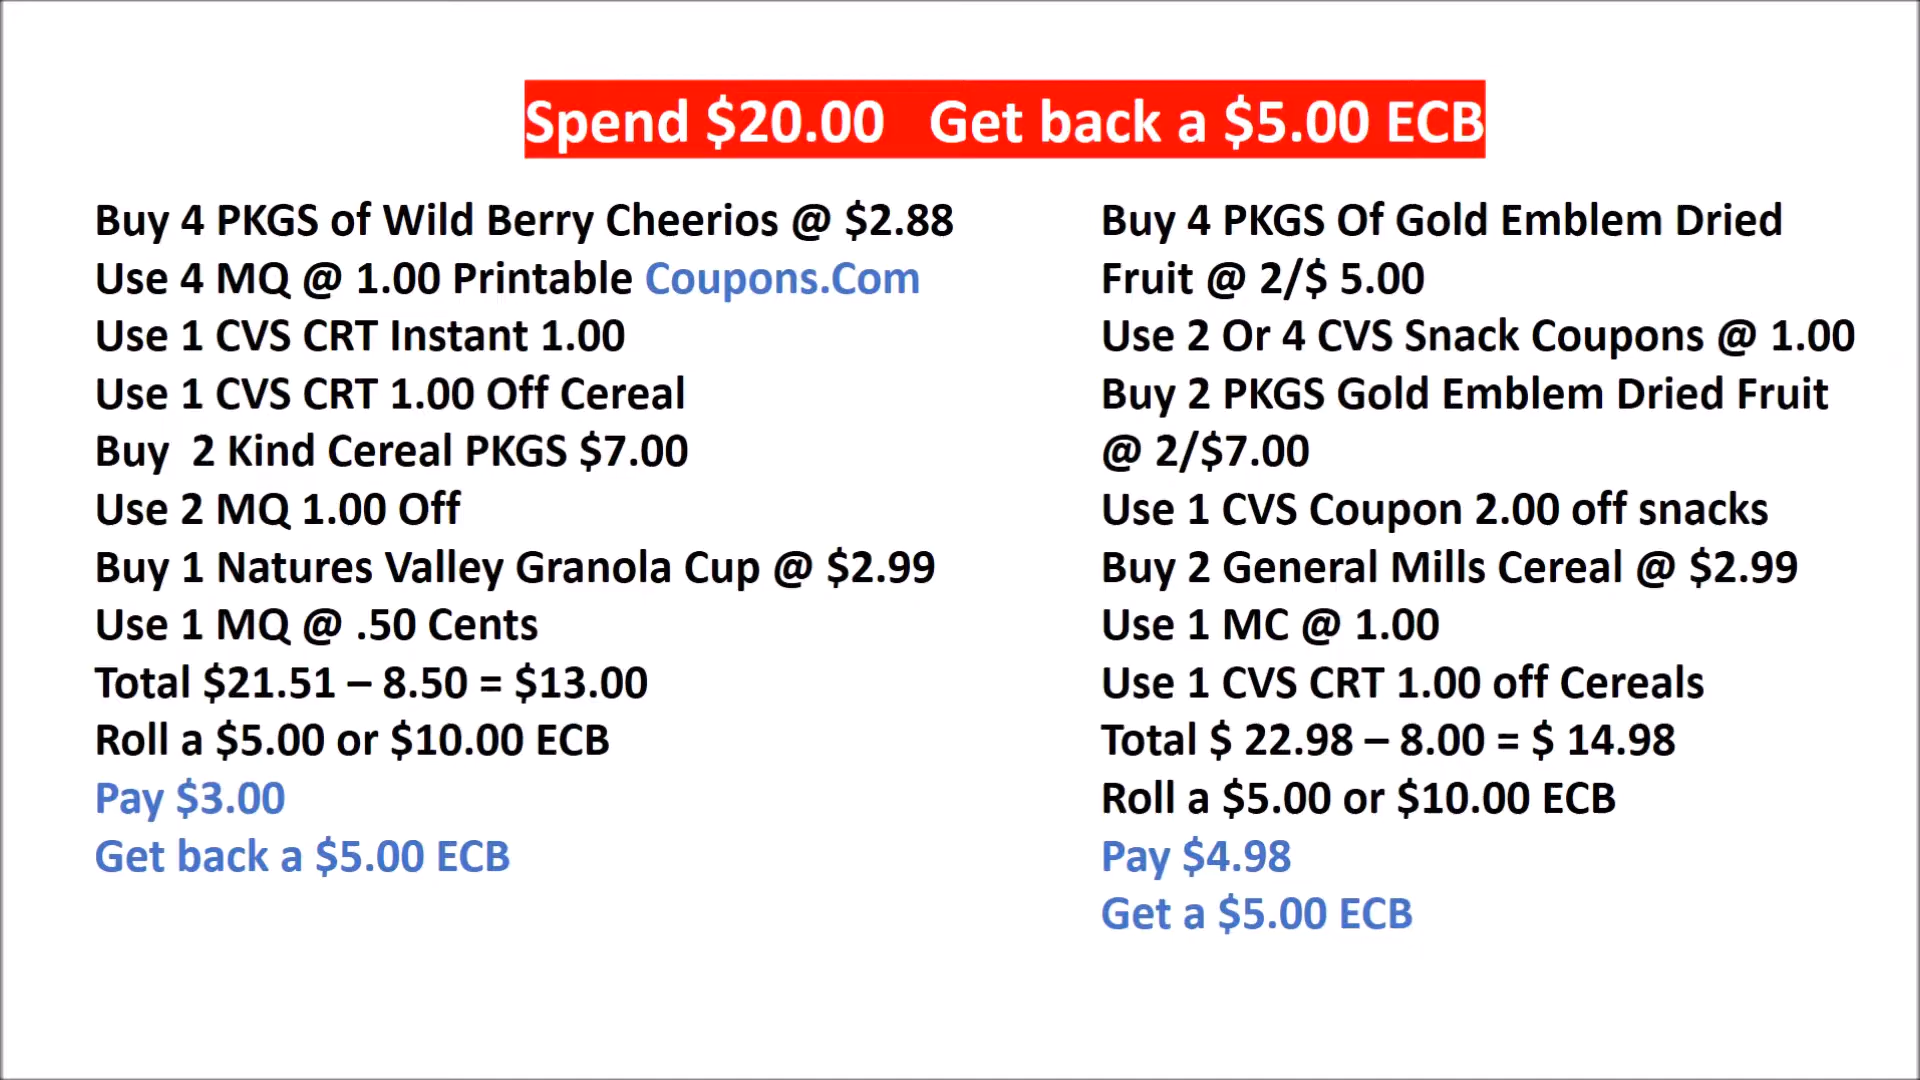 Spend $20.00   Get back a $5.00 ECB
Buy 4 PKGS of Wild Berry Cheerios @ $2.88
Use 4 MQ @ 1.00 Printable Coupons.Com
Use 1 CVS CRT Instant 1.00
Use 1 CVS CRT 1.00 Off Cereal
Buy  2 Kind Cereal PKGS $7.00
Use 2 MQ 1.00 Off
Buy 1 Natures Valley Granola Cup @ $2.99
Use 1 MQ @ .50 Cents
Total $21.51 – 8.50 = $13.00
Roll a $5.00 or $10.00 ECB
Pay $3.00
Get back a $5.00 ECB
Buy 4 PKGS Of Gold Emblem Dried
Fruit @ 2/$ 5.00
Use 2 Or 4 CVS Snack Coupons @ 1.00
Buy 2 PKGS Gold Emblem Dried Fruit
@ 2/$7.00
Use 1 CVS Coupon 2.00 off snacks
Buy 2 General Mills Cereal @ $2.99
Use 1 MC @ 1.00
Use 1 CVS CRT 1.00 off Cereals
Total $ 22.98 – 8.00 = $ 14.98
Roll a $5.00 or $10.00 ECB
Pay $4.98
Get a $5.00 ECB